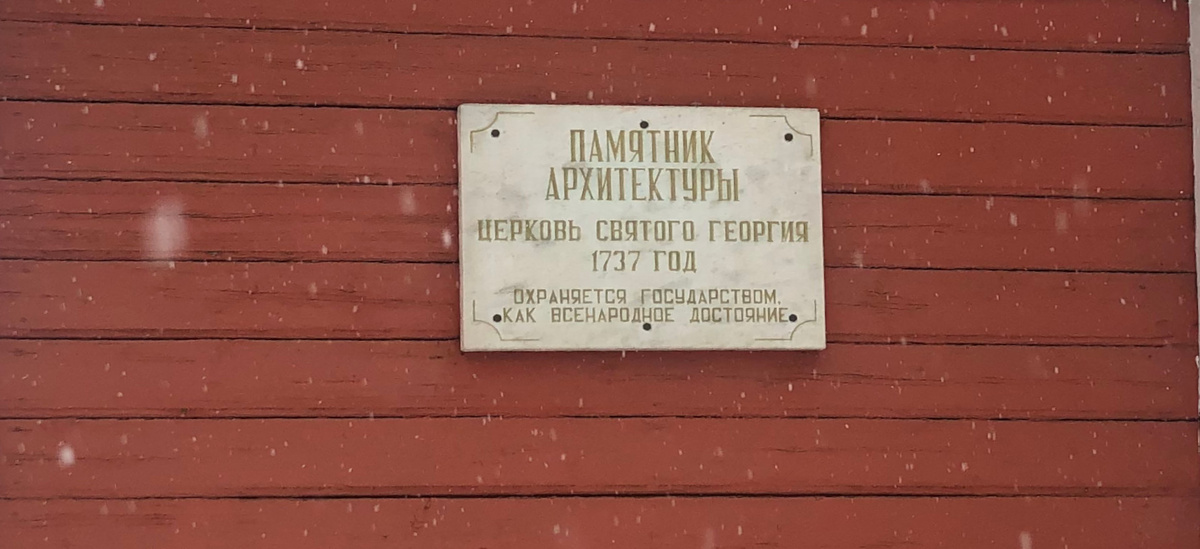 ПАМЯТНИК
АРХИТЕКТУРЫ
ЦЕРКОВЬ СВЯТОГО ГЕОРГИЯ
1737 ГОД
ОХРАНЯЕТСЯ ГОСУДАРСТВОМ,
КАК ВСЕНАРОДНОЕ ДОСТОЯНИЕ